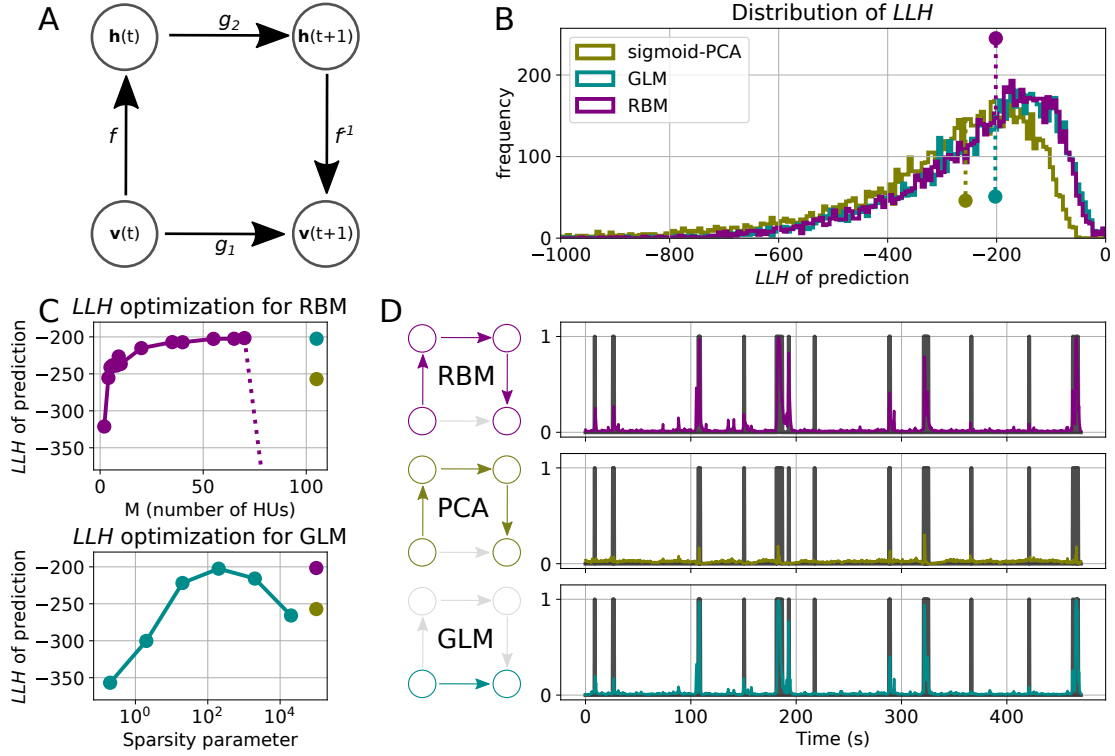 A
h(t)
g2
h(t+1)
f
f-1
v(t)
g1
v(t+1)
B
Distribution of LLH
sigmoid-PCA
GLM
RBM
frequency
200
100
0
−1000
−800
−600
−400
−200
0
LLH of prediction
C
LLH optimization for RBM
LLH of prediction
−200
−250
−300
−350
0
50
100
M (number of HUs)
LLH optimization for GLM
LLH of prediction
−200
−250
−300
−350
10^0
10^2
10^4
Sparsity parameter
D
RBM
1
0
PCA
1
0
GLM
1
0
0
100
200
300
400
Time (s)